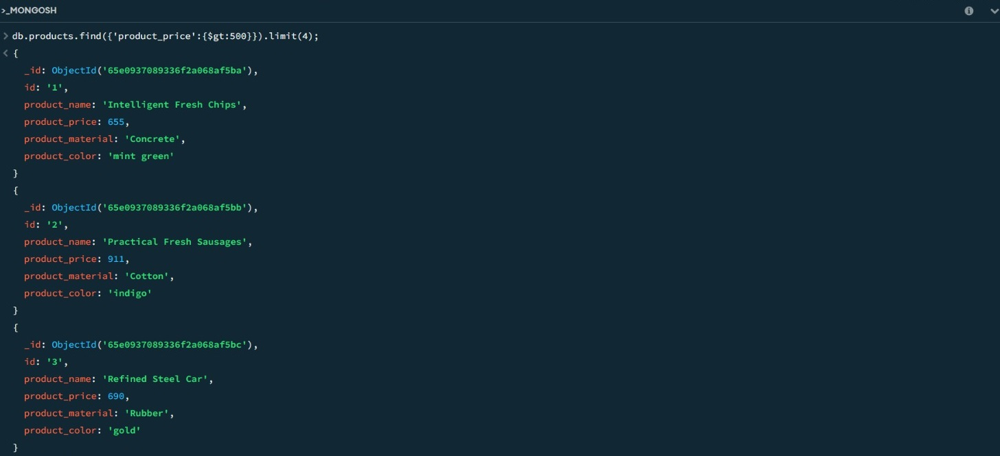 >_MONGOSH
> db.products.find({'product_price':{$gt:500}}).limit(4);
< {
_id: ObjectId('65e0937089336f2a068af5ba'),
id: '1',
product_name: 'Intelligent Fresh Chips',
product_price: 655,
product_material: 'Concrete',
product_color: 'mint green'
}
{
_id: ObjectId('65e0937089336f2a068af5bb'),
id: '2',
product_name: 'Practical Fresh Sausages',
product_price: 911,
product_material: 'Cotton',
product_color: 'indigo'
}
{
_id: ObjectId('65e0937089336f2a068af5bc'),
id: '3',
product_name: 'Refined Steel Car',
product_price: 690,
product_material: 'Rubber',
product_color: 'gold'
}